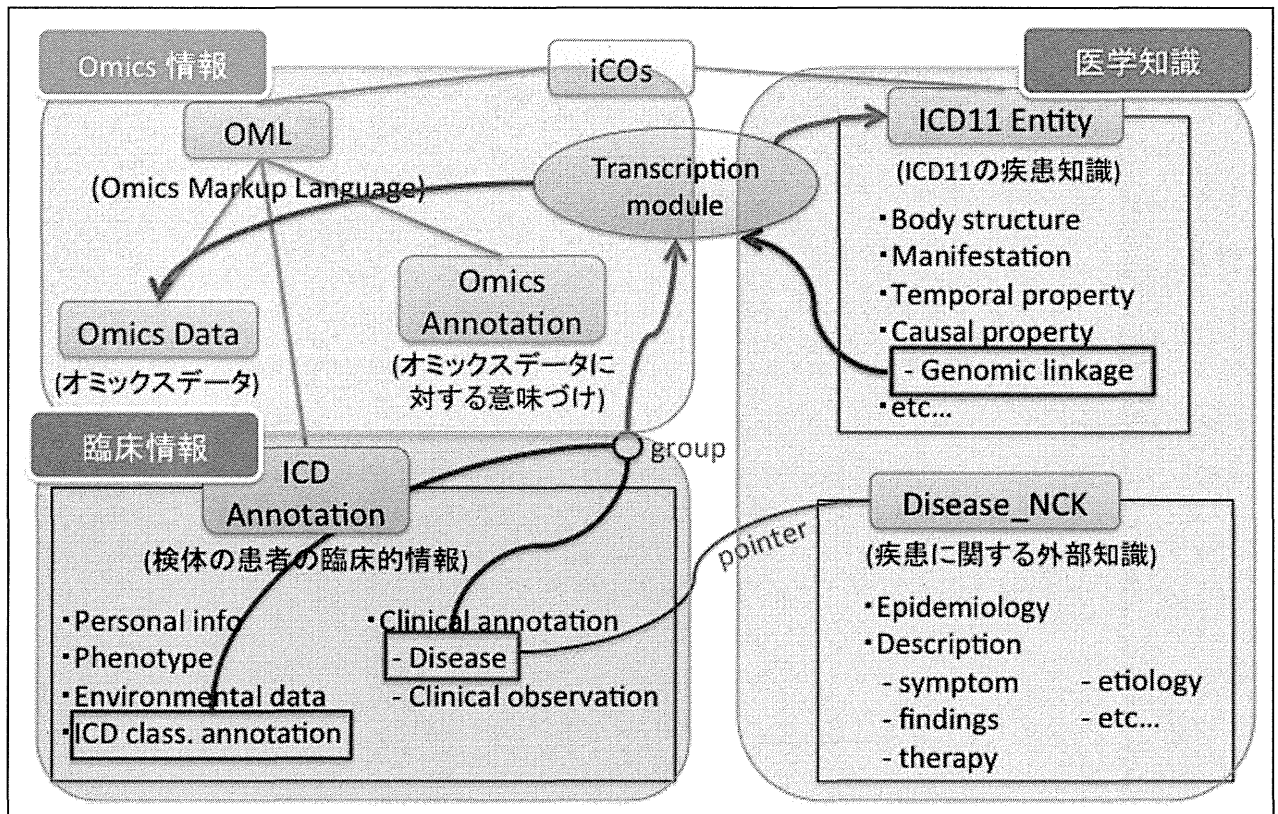 Omics 情報
iCOs
医学知識
OML
(Omics Markup Language)
Transcription
module
ICD11 Entity
(ICD11の疾患知識)
・Body structure
・Manifestation
・Temporal property
・Causal property
- Genomic linkage
・etc...
Omics Data
(オミックスデータ)
Omics
Annotation
(オミックスデータに
対する意味づけ)
臨床情報
group
ICD
Annotation
(検体の患者の臨床的情報)
・Personal info
・Phenotype
・Environmental data
・ICD class. annotation
・Clinical annotation
- Disease
- Clinical observation
pointer
Disease_NCK
(疾患に関する外部知識)
・Epidemiology
・Description
- symptom
- findings
- therapy
- etiology
- etc...